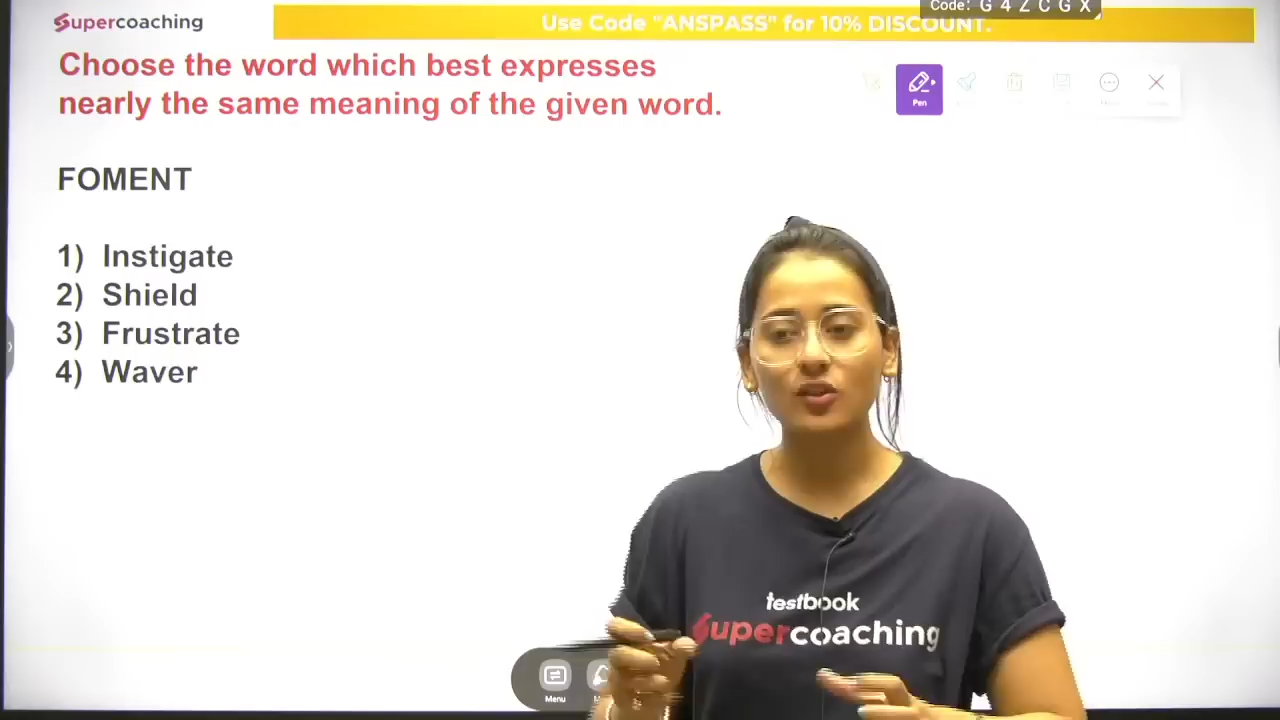 Supercoaching
Use Code "ANSPASS" for 10% DISCOUNT.
Code: G 4 Z C G X
Choose the word which best expresses
nearly the same meaning of the given word.
Pen
FOMENT
1) Instigate
2) Shield
3) Frustrate
4) Waver
testbook
Supercoaching
Menu